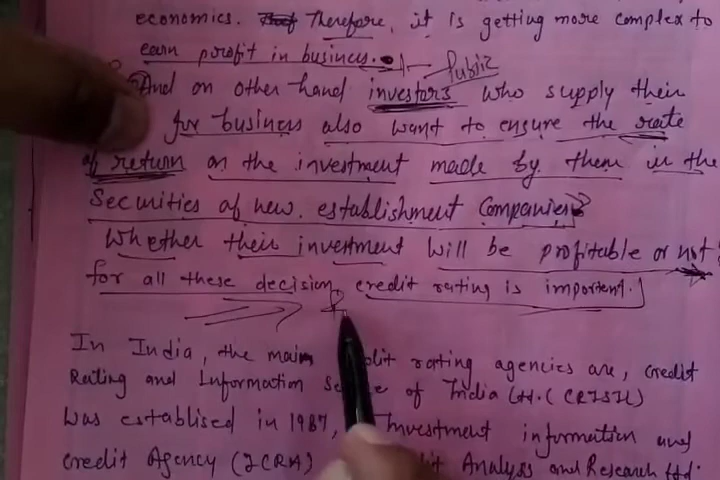 economics. Therefore, it is getting more complex to
earn profit in business.
Public
And on other hand investors who supply their
for business also want to ensure the rate
of return on the investment made by them in the
Securities of new establishment Companies
Whether their investment will be profitable or not
for all these decision, credit rating is important.
In India, the main rating agencies are, credit
Rating and Information of India Ltd. (CRISIL)
Was establised in 1987, Investment information and
credit Agency (ICRA) Analysis and Research Ltd.